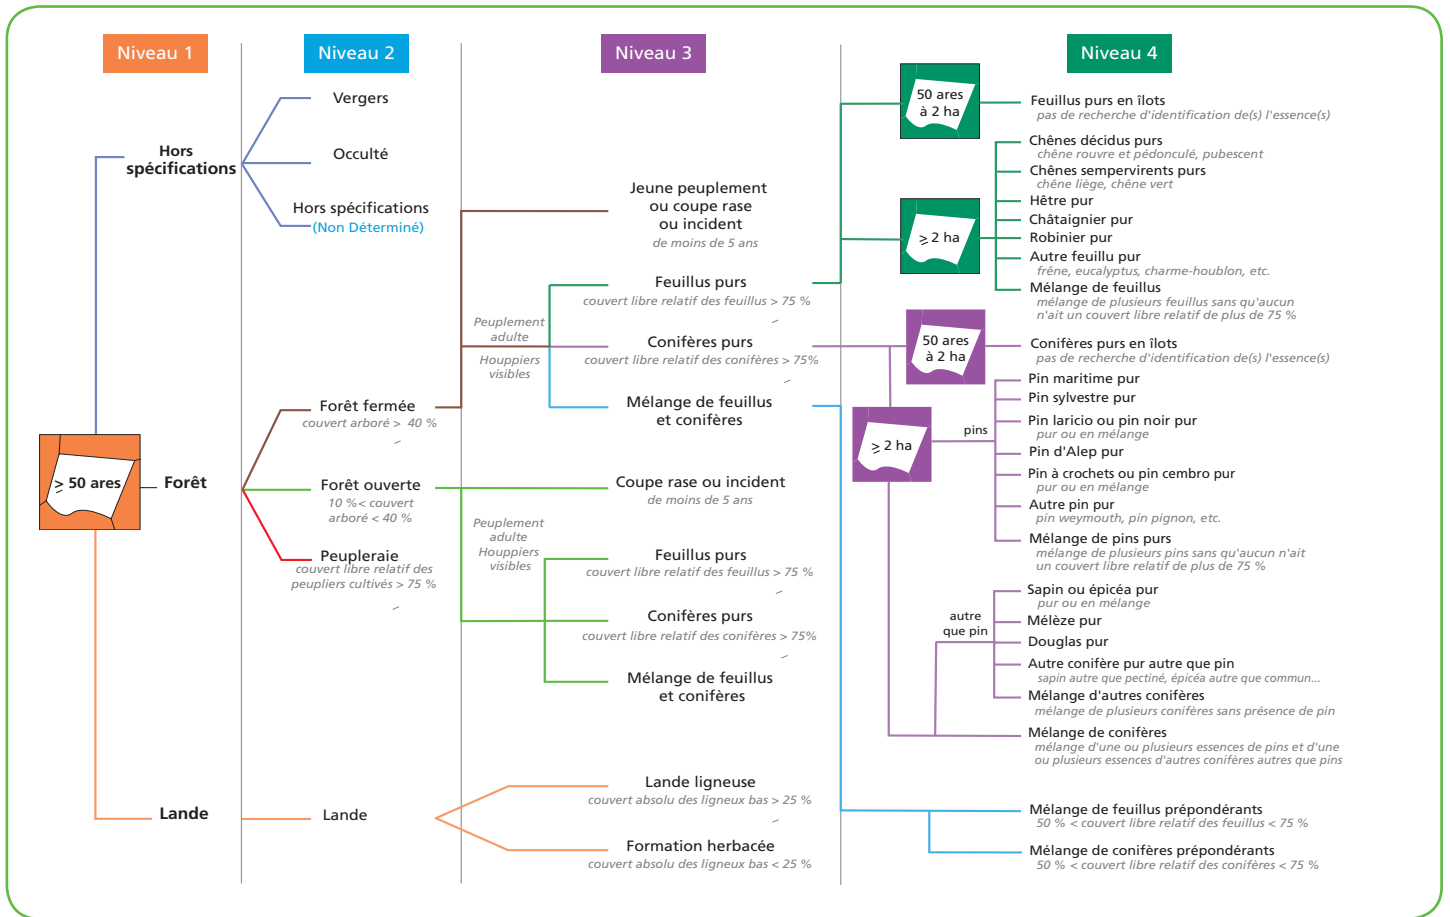 Niveau 1
Niveau 2
Niveau 3
Niveau 4
Hors
spécifications
≥ 50 ares
Forêt
Lande
Vergers
Occulté
Hors spécifications
(Non Déterminé)
Forêt fermée
couvert arboré > 40 %
Forêt ouverte
10 %< couvert
arboré < 40 %
Peupleraie
couvert libre relatif des
peupliers cultivés > 75 %
Lande
Jeune peuplement
ou coupe rase
ou incident
de moins de 5 ans
Peuplement
adulte
Houppiers
visibles
Feuillus purs
couvert libre relatif des feuillus > 75 %
Conifères purs
couvert libre relatif des conifères > 75%
Mélange de feuillus
et conifères
Coupe rase ou incident
de moins de 5 ans
Peuplement
adulte
Houppiers
visibles
Feuillus purs
couvert libre relatif des feuillus > 75 %
Conifères purs
couvert libre relatif des conifères > 75%
Mélange de feuillus
et conifères
Lande ligneuse
couvert absolu des ligneux bas > 25 %
Formation herbacée
couvert absolu des ligneux bas < 25 %
50 ares
à 2 ha
Feuillus purs en îlots
pas de recherche d'identification de(s) l'essence(s)
≥ 2 ha
Chênes décidus purs
chêne rouvre et pédonculé, pubescent
Chênes sempervirents purs
chêne liège, chêne vert
Hêtre pur
Châtaignier pur
Robinier pur
Autre feuillu pur
frêne, eucalyptus, charme-houblon, etc.
Mélange de feuillus
mélange de plusieurs feuillus sans qu'aucun
n'ait un couvert libre relatif de plus de 75 %
50 ares
à 2 ha
Conifères purs en îlots
pas de recherche d'identification de(s) l'essence(s)
≥ 2 ha
pins
Pin maritime pur
Pin sylvestre pur
Pin laricio ou pin noir pur
pur ou en mélange
Pin d'Alep pur
Pin à crochets ou pin cembro pur
pur ou en mélange
Autre pin pur
pin weymouth, pin pignon, etc.
Mélange de pins purs
mélange de plusieurs pins sans qu'aucun n'ait
un couvert libre relatif de plus de 75 %
autre
que pin
Sapin ou épicéa pur
pur ou en mélange
Mélèze pur
Douglas pur
Autre conifère pur autre que pin
sapin autre que pectiné, épicéa autre que commun...
Mélange d'autres conifères
mélange de plusieurs conifères sans présence de pin
Mélange de conifères
mélange d'une ou plusieurs essences de pins et d'une
ou plusieurs essences d'autres conifères autres que pins
Mélange de feuillus prépondérants
50 % < couvert libre relatif des feuillus < 75 %
Mélange de conifères prépondérants
50 % < couvert libre relatif des conifères < 75 %